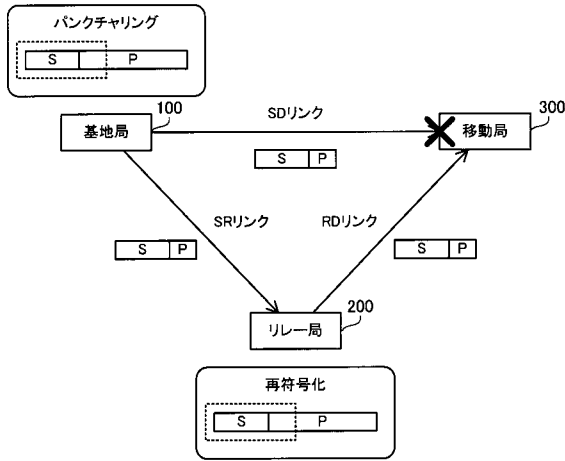 パンクチャリング
S P
100
基地局
SDリンク
300
移動局
S P
SRリンク
RDリンク
S P
S P
200
リレー局
再符号化
S P